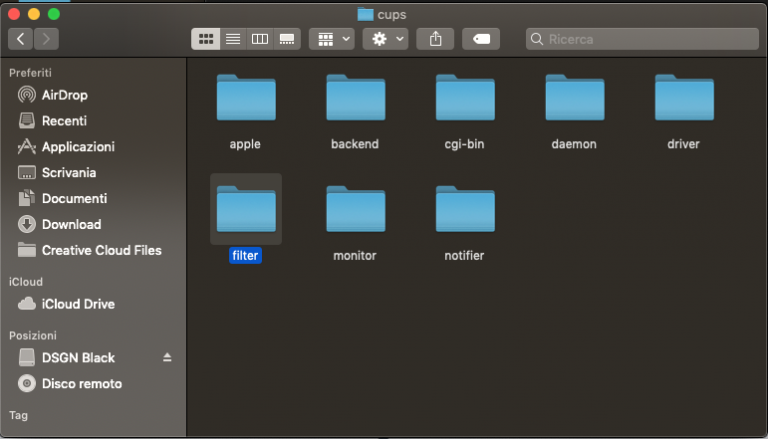 cups
Ricerca
Preferiti
AirDrop
Recenti
Applicazioni
Scrivania
Documenti
Download
Creative Cloud Files
iCloud
iCloud Drive
Posizioni
DSGN Black
Disco remoto
Tag
apple backend cgi-bin daemon driver
filter monitor notifier